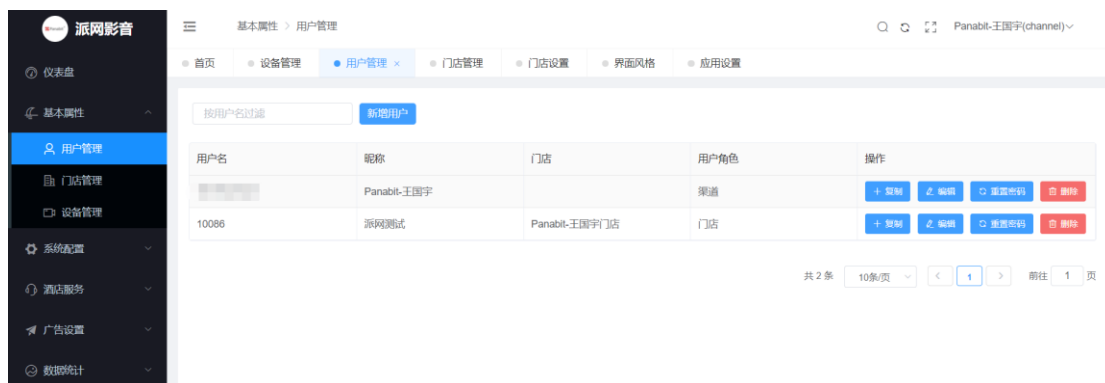 派网影音
基本属性 > 用户管理
Panabit-王国宇(channel)
首页 设备管理 用户管理 × 门店管理 门店设置 界面风格 应用设置
仪表盘
基本属性
用户管理
门店管理
设备管理
系统配置
酒店服务
广告设置
数据统计
按用户名过滤 新增用户
用户名 昵称 门店 用户角色 操作
Panabit-王国宇 渠道 + 复制 编辑 重置密码 删除
10086 派网测试 Panabit-王国宇门店 门店 + 复制 编辑 重置密码 删除
共 2 条 10条/页 < 1 > 前往 1 页